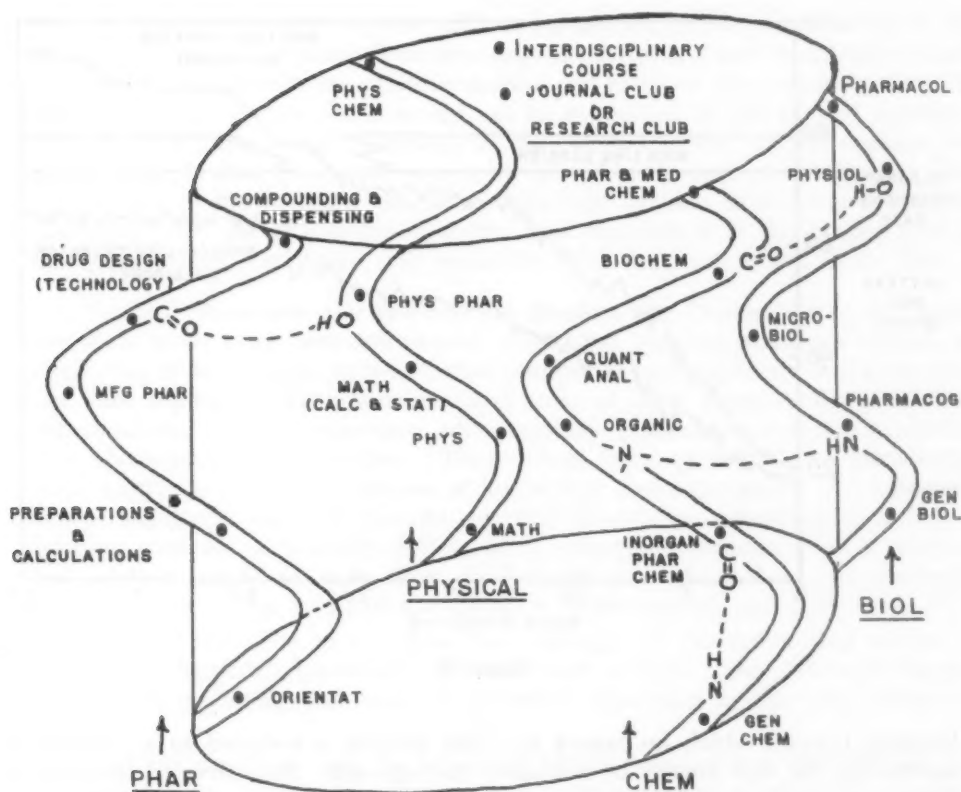 • INTERDISCIPLINARY
COURSE
• JOURNAL CLUB
OR
RESEARCH CLUB
PHYS
CHEM
PHARMACOL
PHYSIOL
H-O
PHAR & MED
CHEM
COMPOUNDING &
DISPENSING
BIOCHEM
C=O
DRUG DESIGN
(TECHNOLOGY)
C=O
HO
PHYS PHAR
MICRO-
BIOL
QUANT
ANAL
MFG PHAR
MATH
(CALC & STAT)
PHYS
ORGANIC
N
PHARMACOG
HN
GEN
BIOL
PREPARATIONS
&
CALCULATIONS
MATH
INORGAN
PHAR
CHEM
C=O
H
N
PHYSICAL
BIOL
ORIENTAT
GEN
CHEM
PHAR
CHEM